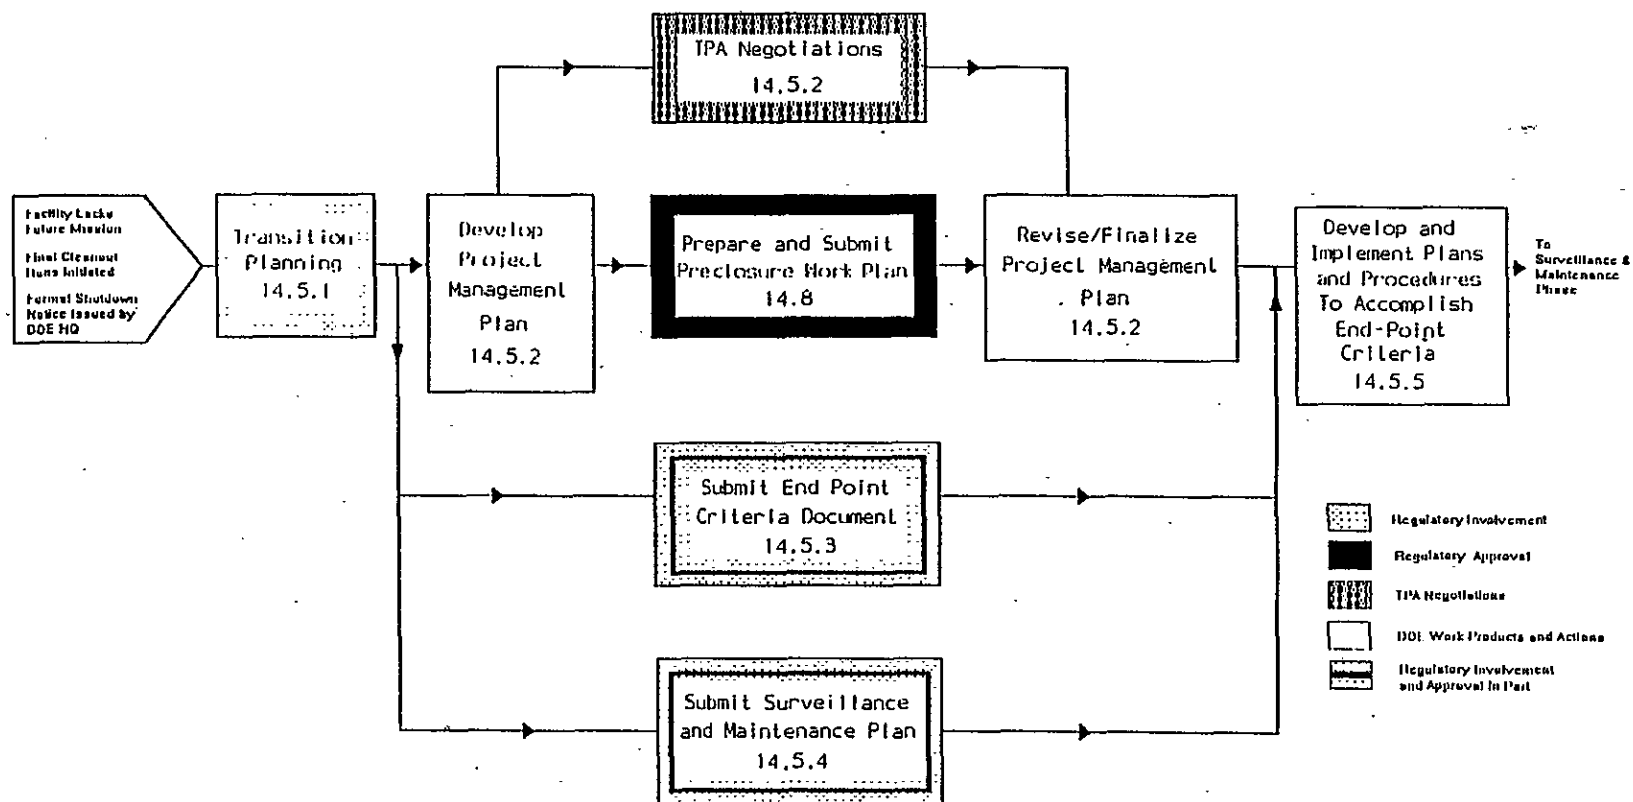 TPA Negotiations
14.5.2
Facility Lacks
Future Mission
Final Cleanout
Runs Initiated
Formal Shutdown
Notice Issued by
DOE HQ
Transition
Planning
14.5.1
Develop
Project
Management
Plan
14.5.2
Prepare and Submit
Preclosure Work Plan
14.8
Revise/Finalize
Project Management
Plan
14.5.2
Develop and
Implement Plans
and Procedures
To Accomplish
End-Point
Criteria
14.5.5
To
Surveillance &
Maintenance
Phase
Submit End Point
Criteria Document
14.5.3
Submit Surveillance
and Maintenance Plan
14.5.4
Regulatory Involvement
Regulatory Approval
TPA Negotiations
DOE Work Products and Actions
Regulatory Involvement
and Approval In Part